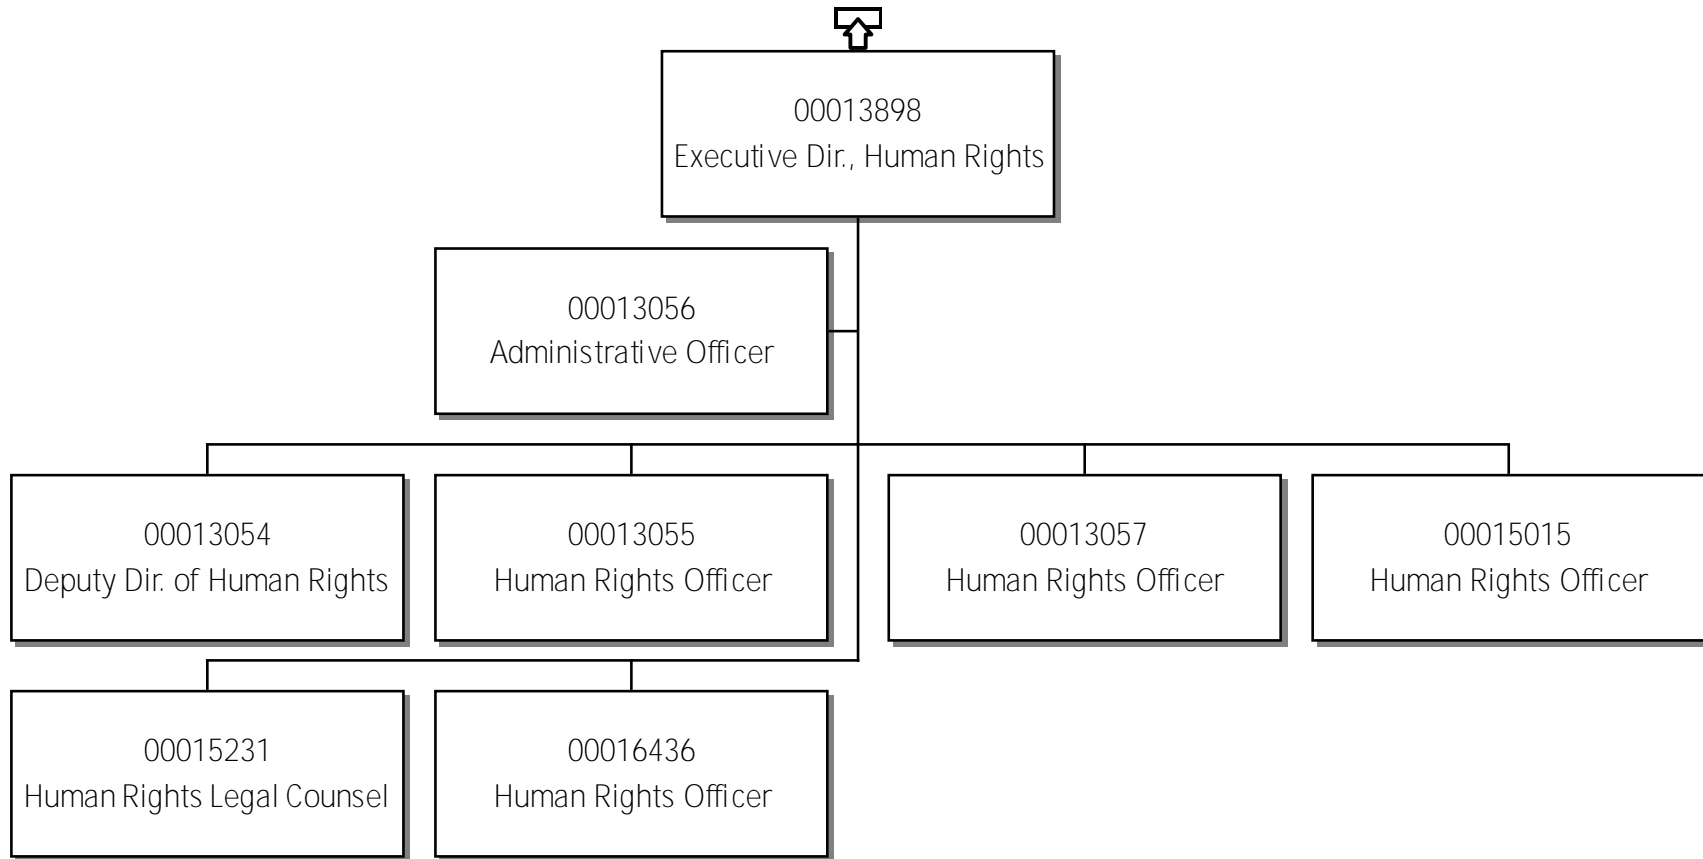 00013898
Executive Dir., Human Rights
00013056
Administrative Officer
00013054
Deputy Dir. of Human Rights
00013055
Human Rights Officer
00013057
Human Rights Officer
00015015
Human Rights Officer
00015231
Human Rights Legal Counsel
00016436
Human Rights Officer